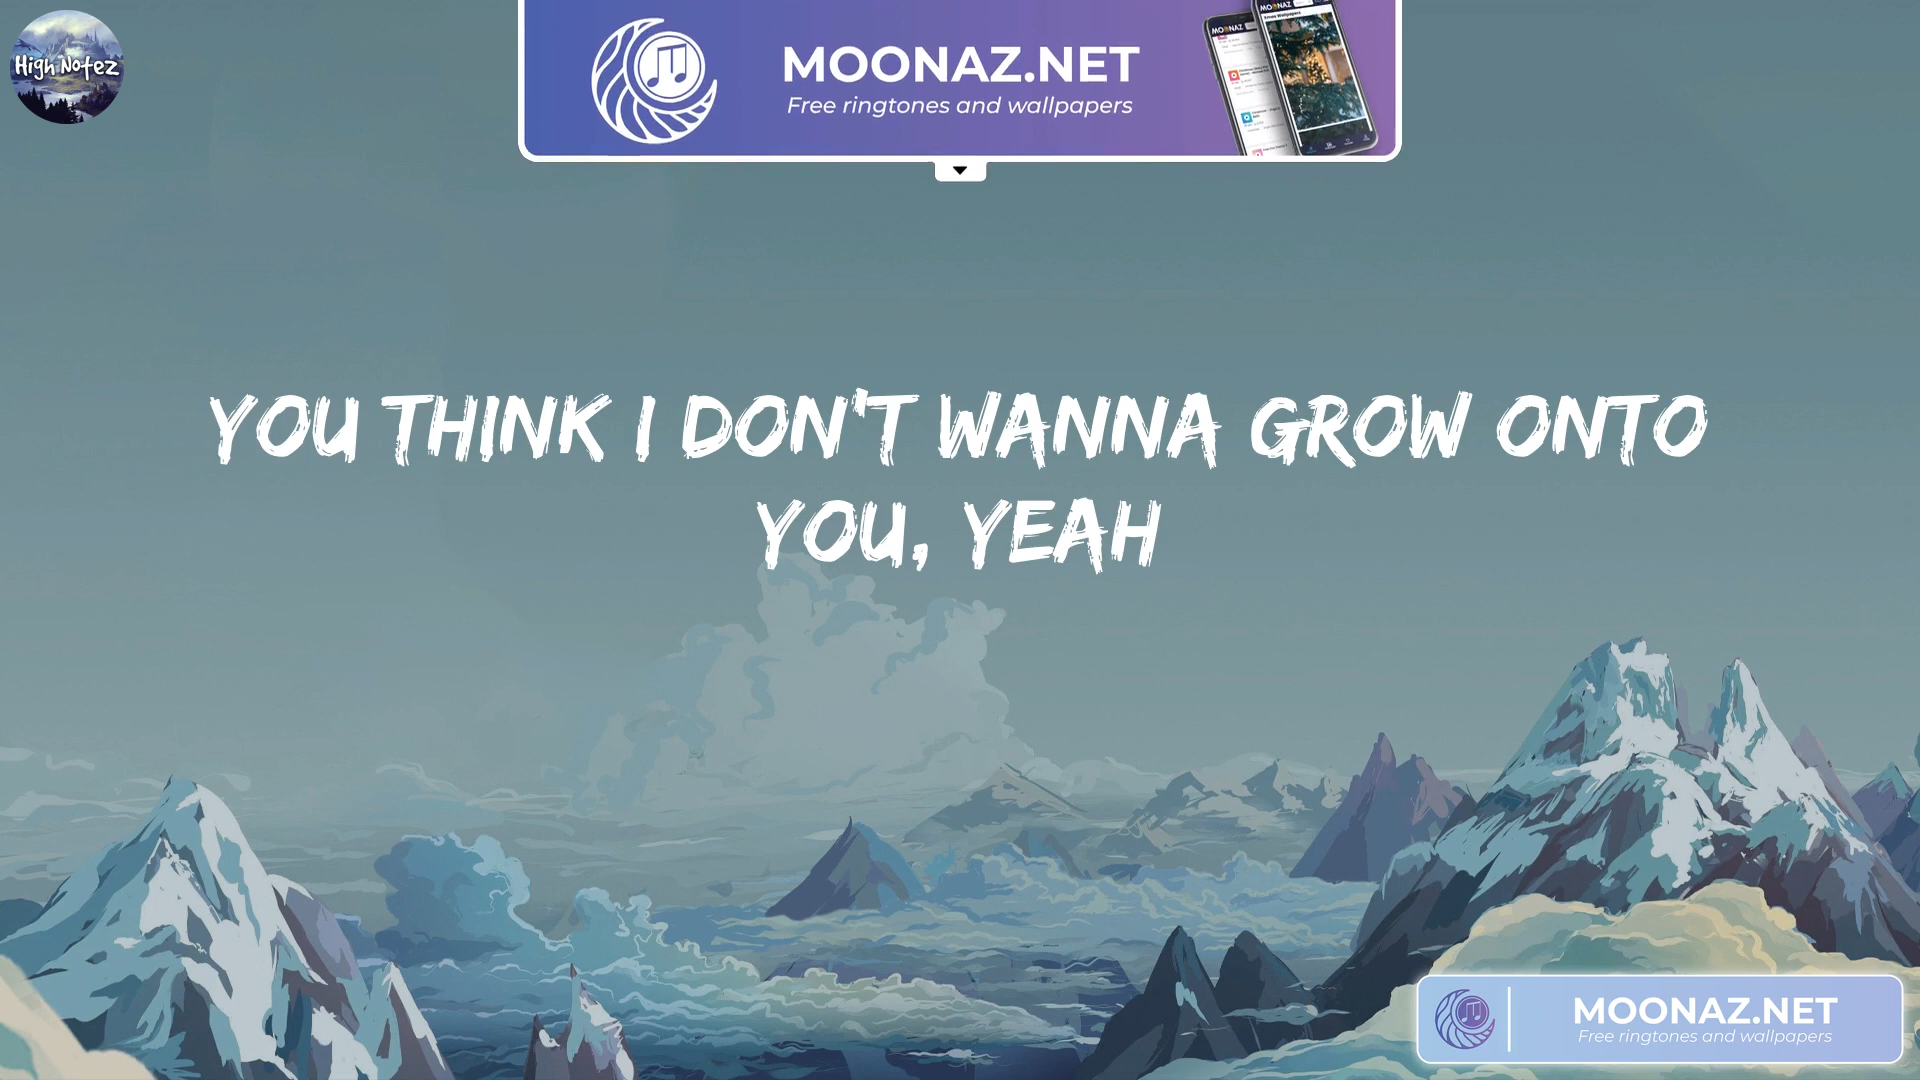 High Notez
MOONAZ.NET
Free ringtones and wallpapers
YOU THINK I DON'T WANNA GROW ONTO
YOU, YEAH
MOONAZ.NET
Free ringtones and wallpapers